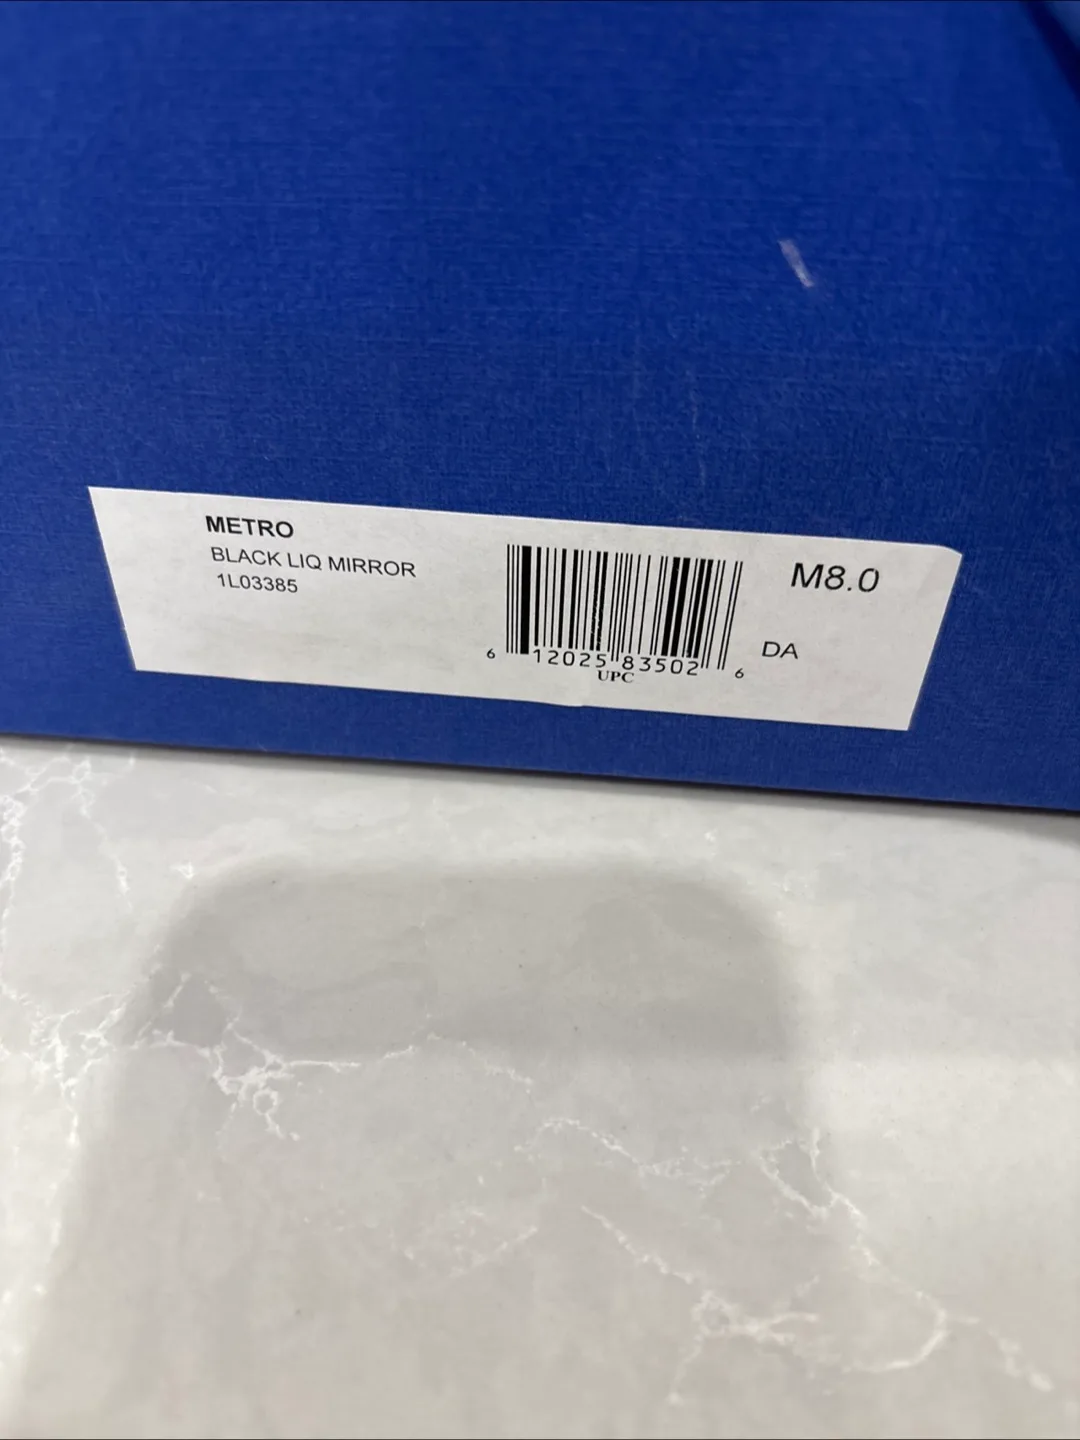 METRO
BLACK LIQ MIRROR
1L03385
6 12025 83502 6
UPC
M8.0
DA